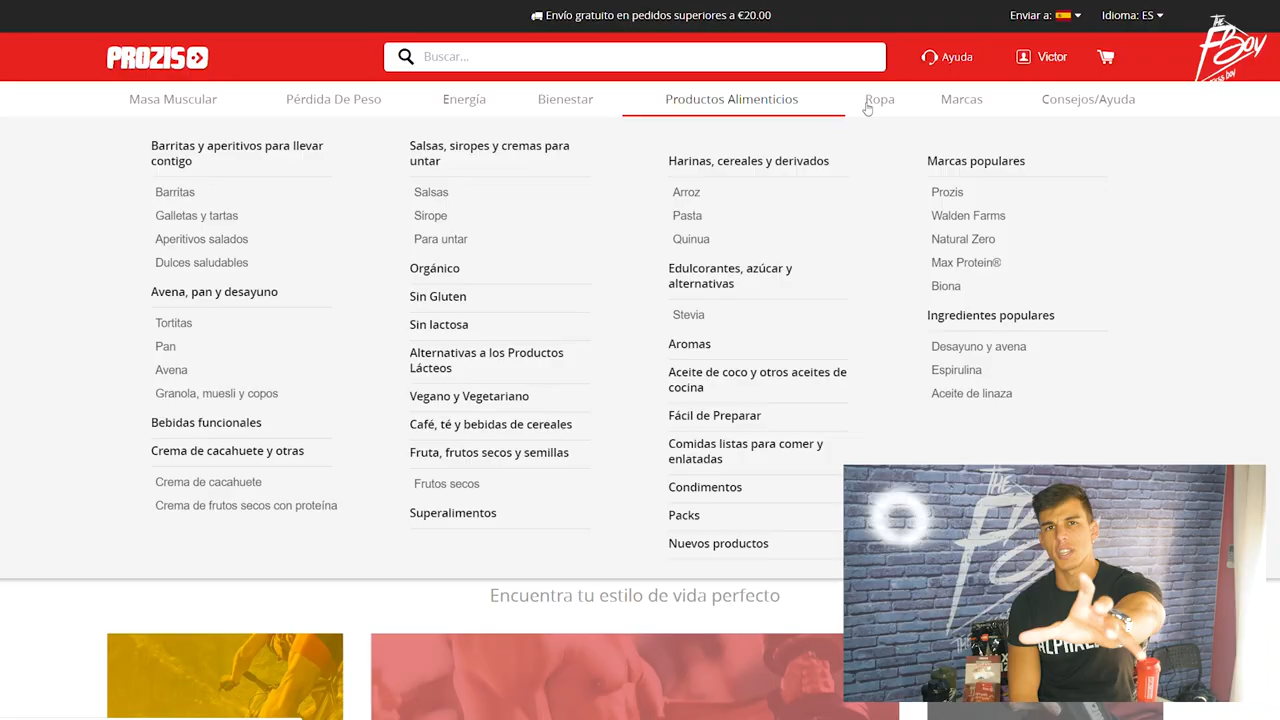 Envío gratuito en pedidos superiores a €20.00
Enviar a:
Idioma: ES
PROZIS
Buscar...
Ayuda
Victor
THE
FBoy
Masa Muscular
Pérdida De Peso
Energía
Bienestar
Productos Alimenticios
Ropa
Marcas
Consejos/Ayuda
Barritas y aperitivos para llevar
contigo
Barritas
Galletas y tartas
Aperitivos salados
Dulces saludables
Avena, pan y desayuno
Tortitas
Pan
Avena
Granola, muesli y copos
Bebidas funcionales
Crema de cacahuete y otras
Crema de cacahuete
Crema de frutos secos con proteína
Salsas, siropes y cremas para
untar
Salsas
Sirope
Para untar
Orgánico
Sin Gluten
Sin lactosa
Alternativas a los Productos
Lácteos
Vegano y Vegetariano
Café, té y bebidas de cereales
Fruta, frutos secos y semillas
Frutos secos
Superalimentos
Harinas, cereales y derivados
Arroz
Pasta
Quinua
Edulcorantes, azúcar y
alternativas
Stevia
Aromas
Aceite de coco y otros aceites de
cocina
Fácil de Preparar
Comidas listas para comer y
enlatadas
Condimentos
Packs
Nuevos productos
Marcas populares
Prozis
Walden Farms
Natural Zero
Max Protein®
Biona
Ingredientes populares
Desayuno y avena
Espirulina
Aceite de linaza
THE
Encuentra tu estilo de vida perfecto